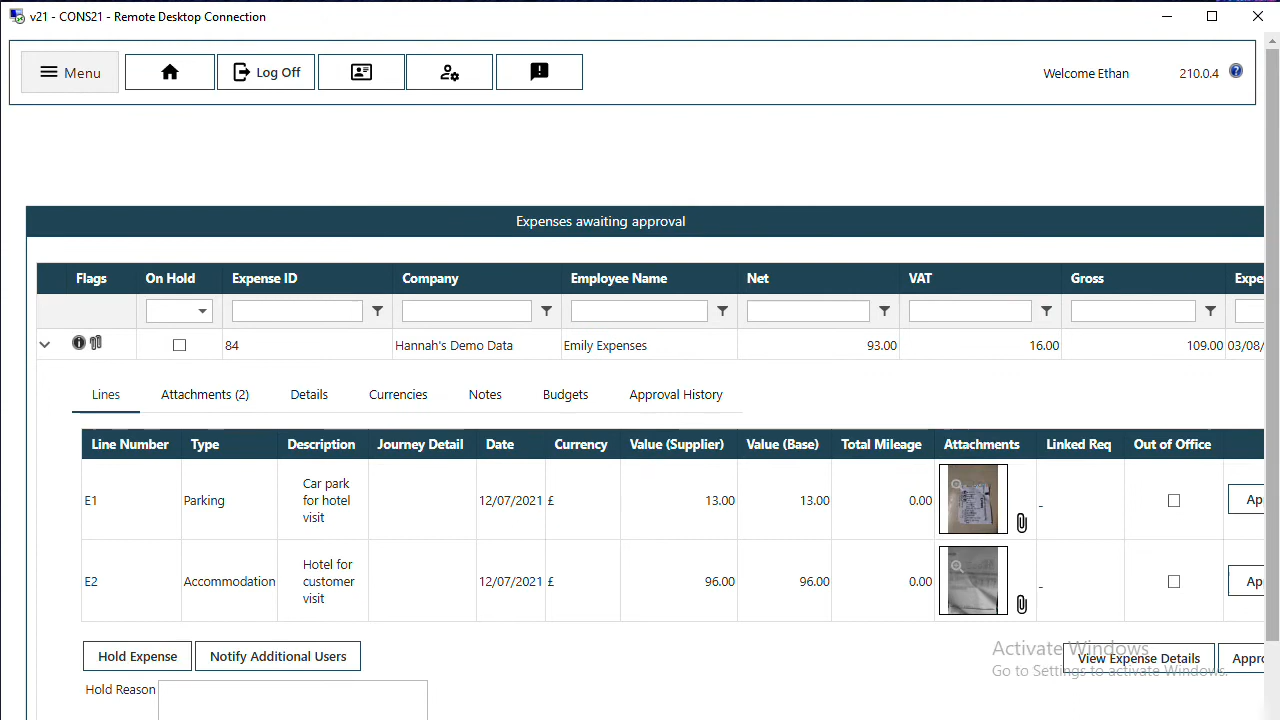 v21 - CONS21 - Remote Desktop Connection
Menu Log Off Welcome Ethan 210.0.4
Expenses awaiting approval
Flags On Hold Expense ID Company Employee Name Net VAT Gross Expe
84 Hannah's Demo Data Emily Expenses 93.00 16.00 109.00 03/08/
Lines Attachments (2) Details Currencies Notes Budgets Approval History
Line Number Type Description Journey Detail Date Currency Value (Supplier) Value (Base) Total Mileage Attachments Linked Req Out of Office
E1 Parking Car park for hotel visit 12/07/2021 £ 13.00 13.00 0.00 _ Ap
E2 Accommodation Hotel for customer visit 12/07/2021 £ 96.00 96.00 0.00 _ Ap
Hold Expense Notify Additional Users View Expense Details Appro
Activate Windows
Go to Settings to activate Windows.
Hold Reason